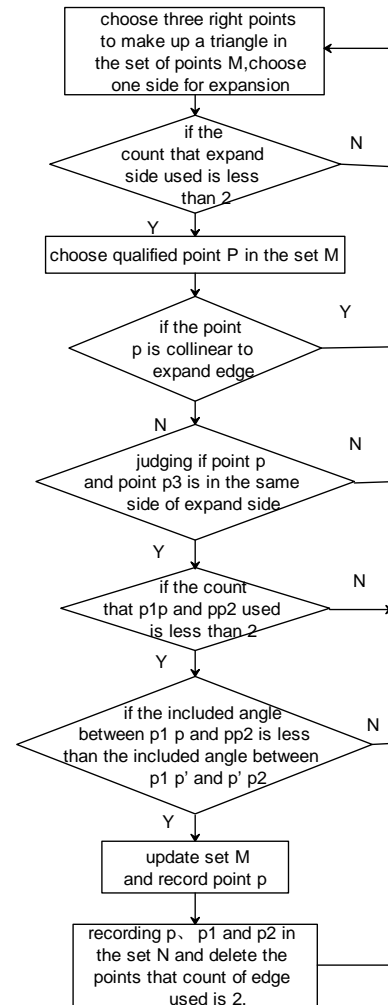 choose three right points
to make up a triangle in
the set of points M,choose
one side for expansion
if the
count that expand
side used is less
than 2
N
Y
choose qualified point P in the set M
if the point
p is collinear to
expand edge
Y
N
judging if point p
and point p3 is in the same
side of expand side
N
Y
if the count
that p1p and pp2 used
is less than 2
N
Y
if the included angle
between p1 p and pp2 is less
than the included angle between
p1 p' and p' p2
N
Y
update set M
and record point p
recording p、p1 and p2 in
the set N and delete the
points that count of edge
used is 2.